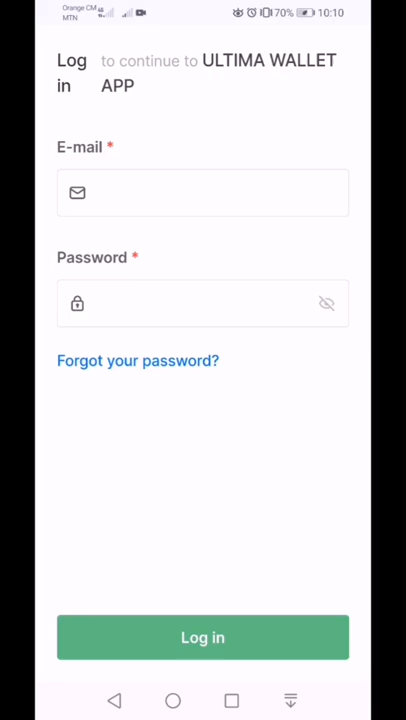 Orange CM
MTN
70% 10:10
Log in to continue to ULTIMA WALLET APP
E-mail *
Password *
Forgot your password?
Log in